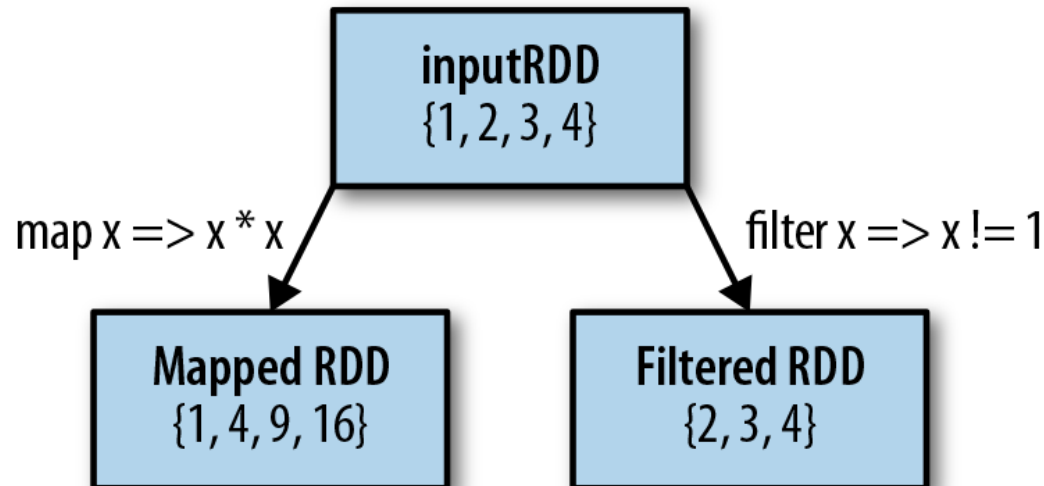 inputRDD
{1, 2, 3, 4}
map x => x * x
filter x => x != 1
Mapped RDD
{1, 4, 9, 16}
Filtered RDD
{2, 3, 4}